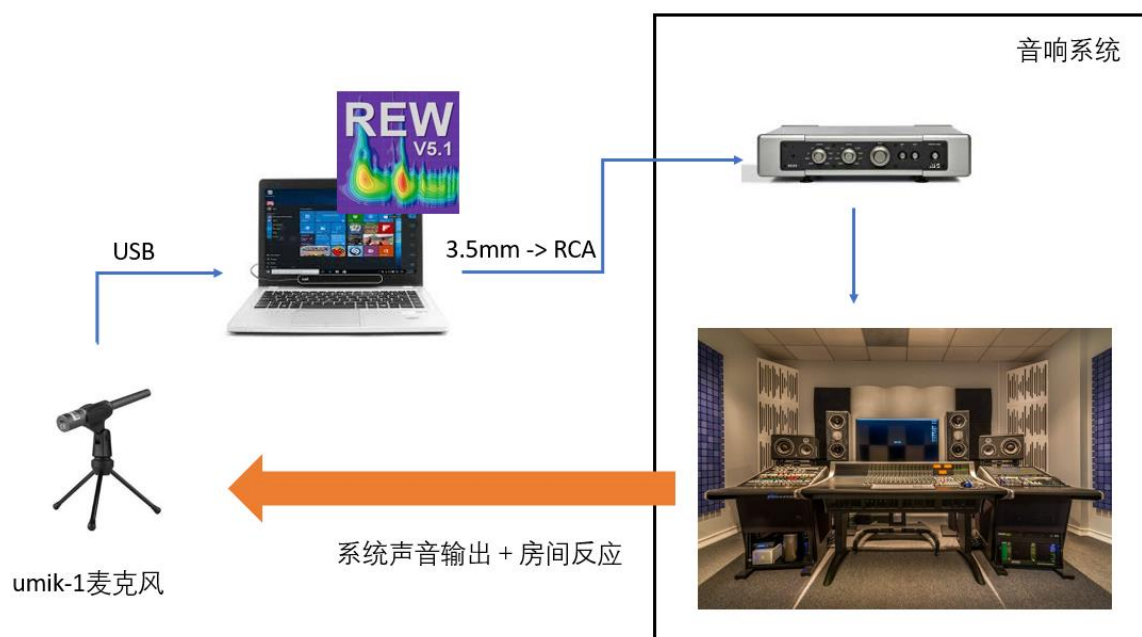 音响系统
REW
V5.1
USB
3.5mm -> RCA
系统声音输出 + 房间反应
umik-1麦克风